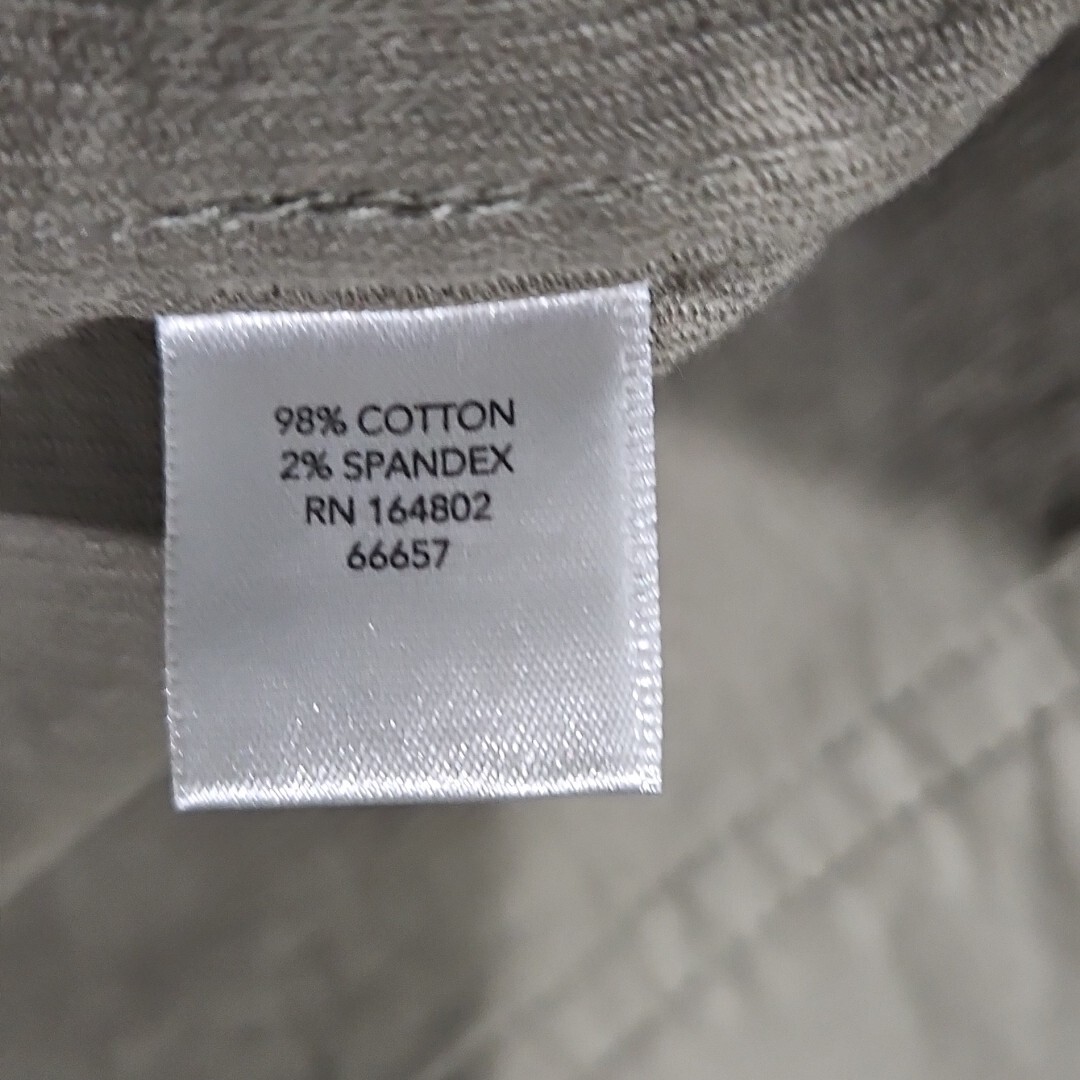 98% COTTON
2% SPANDEX
RN 164802
66657